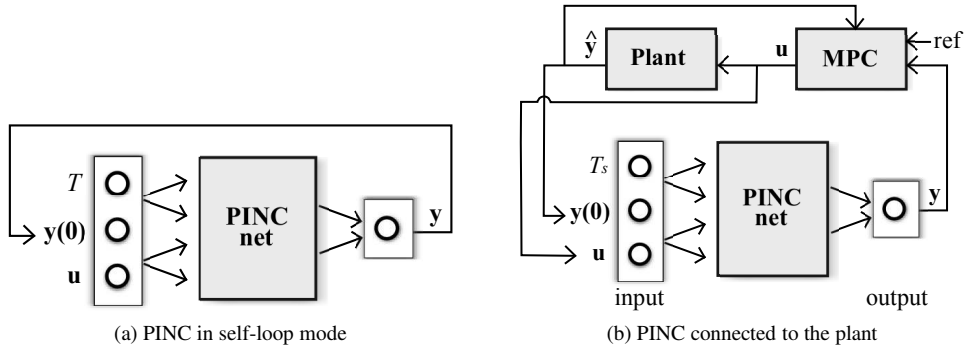 T
y(0)
u
PINC
net
y
(a) PINC in self-loop mode
ŷ
Plant
u
MPC
ref
Tₛ
y(0)
u
PINC
net
y
input
output
(b) PINC connected to the plant